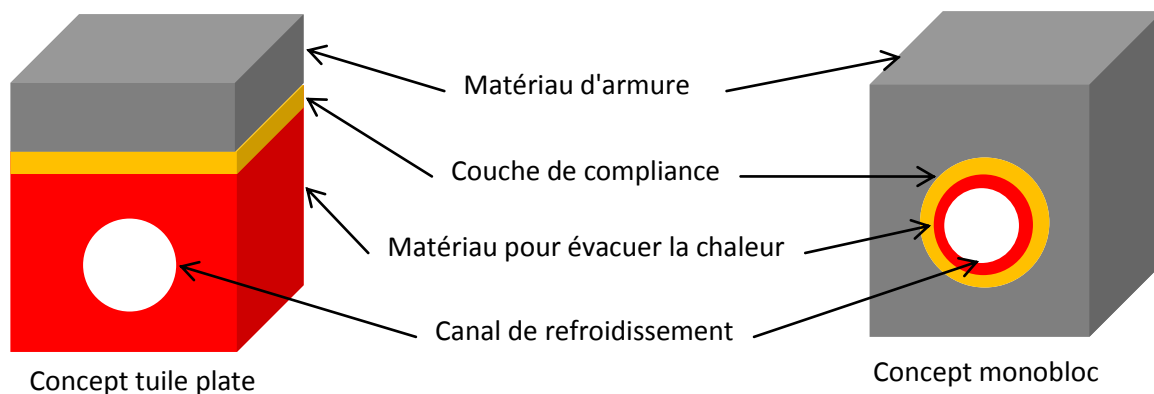 Matériau d'armure
Couche de compliance
Matériau pour évacuer la chaleur
Canal de refroidissement
Concept tuile plate
Concept monobloc